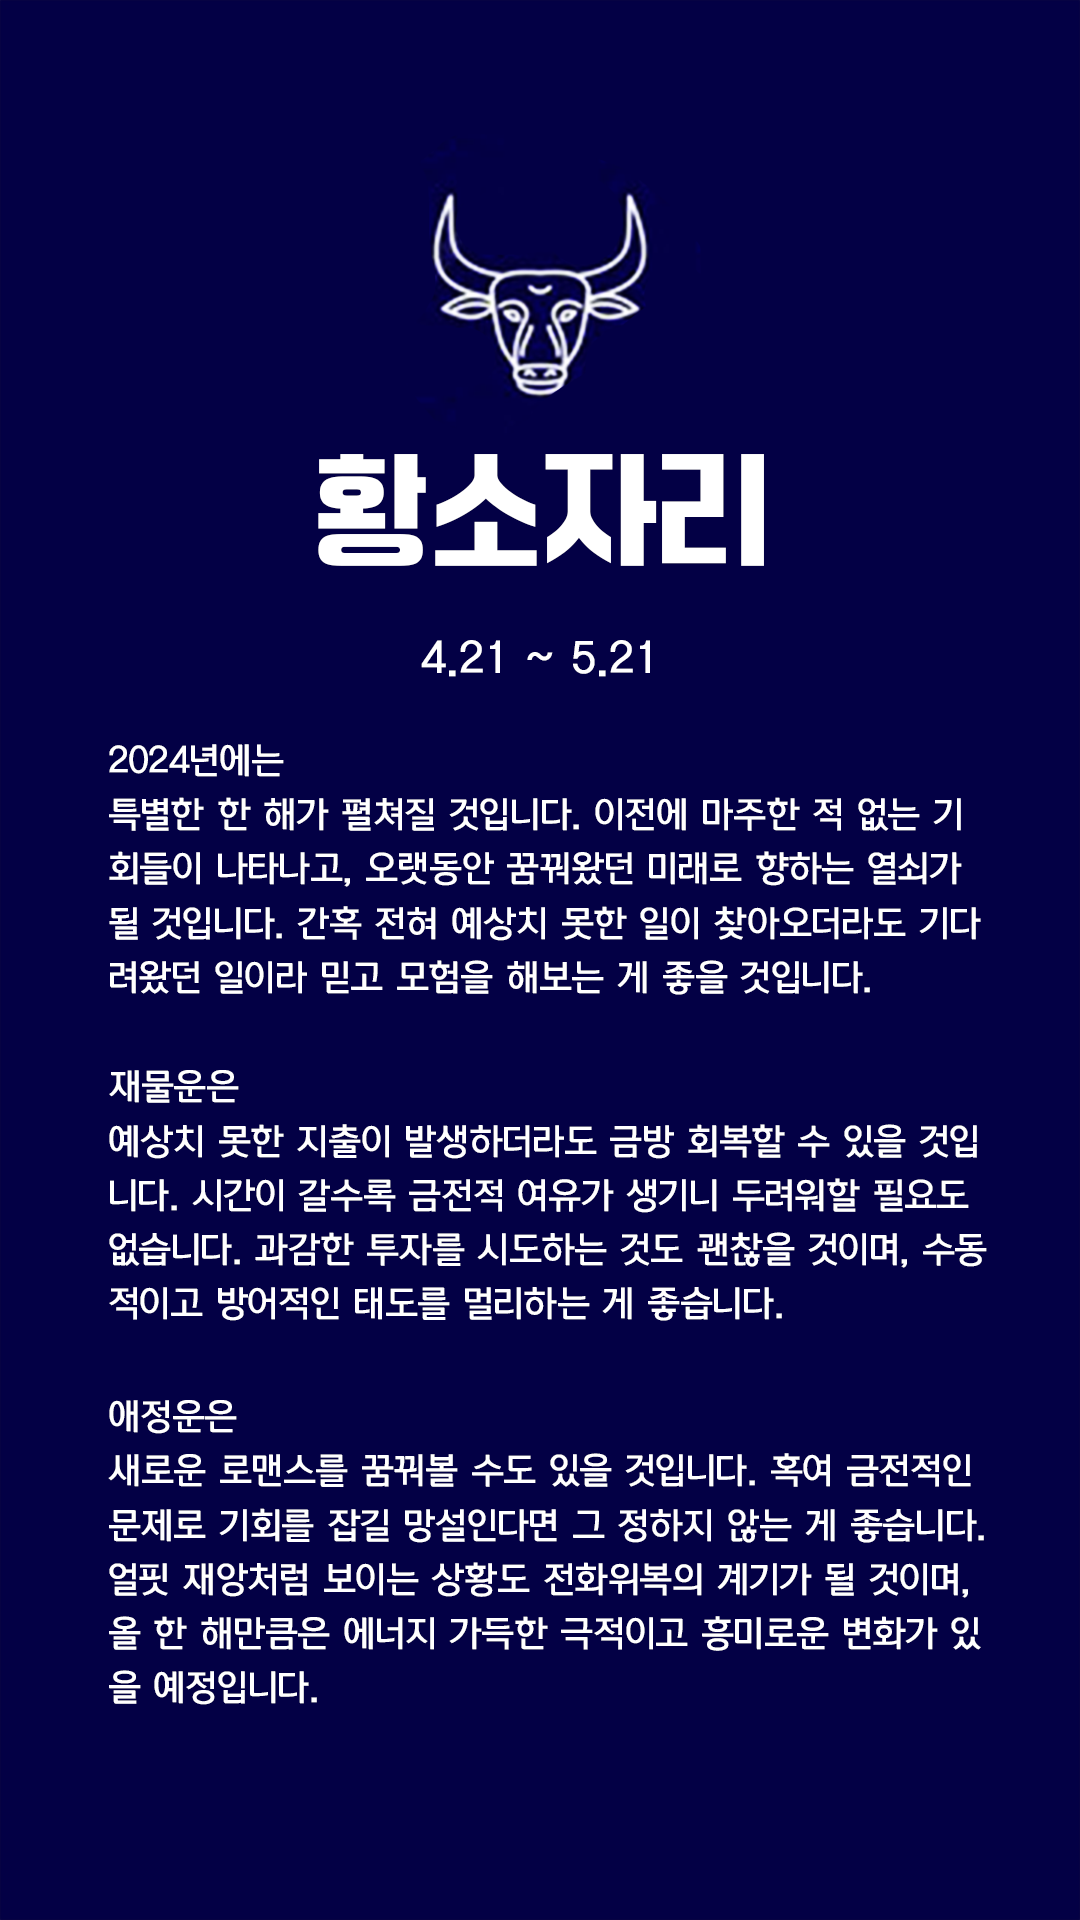 황소자리
4.21 ~ 5.21
2024년에는
특별한 한 해가 펼쳐질 것입니다. 이전에 마주한 적 없는 기
회들이 나타나고, 오랫동안 꿈꿔왔던 미래로 향하는 열쇠가
될 것입니다. 간혹 전혀 예상치 못한 일이 찾아오더라도 기다
려왔던 일이라 믿고 모험을 해보는 게 좋을 것입니다.
재물운은
예상치 못한 지출이 발생하더라도 금방 회복할 수 있을 것입
니다. 시간이 갈수록 금전적 여유가 생기니 두려워할 필요도
없습니다. 과감한 투자를 시도하는 것도 괜찮을 것이며, 수동
적이고 방어적인 태도를 멀리하는 게 좋습니다.
애정운은
새로운 로맨스를 꿈꿔볼 수도 있을 것입니다. 혹여 금전적인
문제로 기회를 잡길 망설인다면 그 정하지 않는 게 좋습니다.
얼핏 재앙처럼 보이는 상황도 전화위복의 계기가 될 것이며,
올 한 해만큼은 에너지 가득한 극적이고 흥미로운 변화가 있
을 예정입니다.